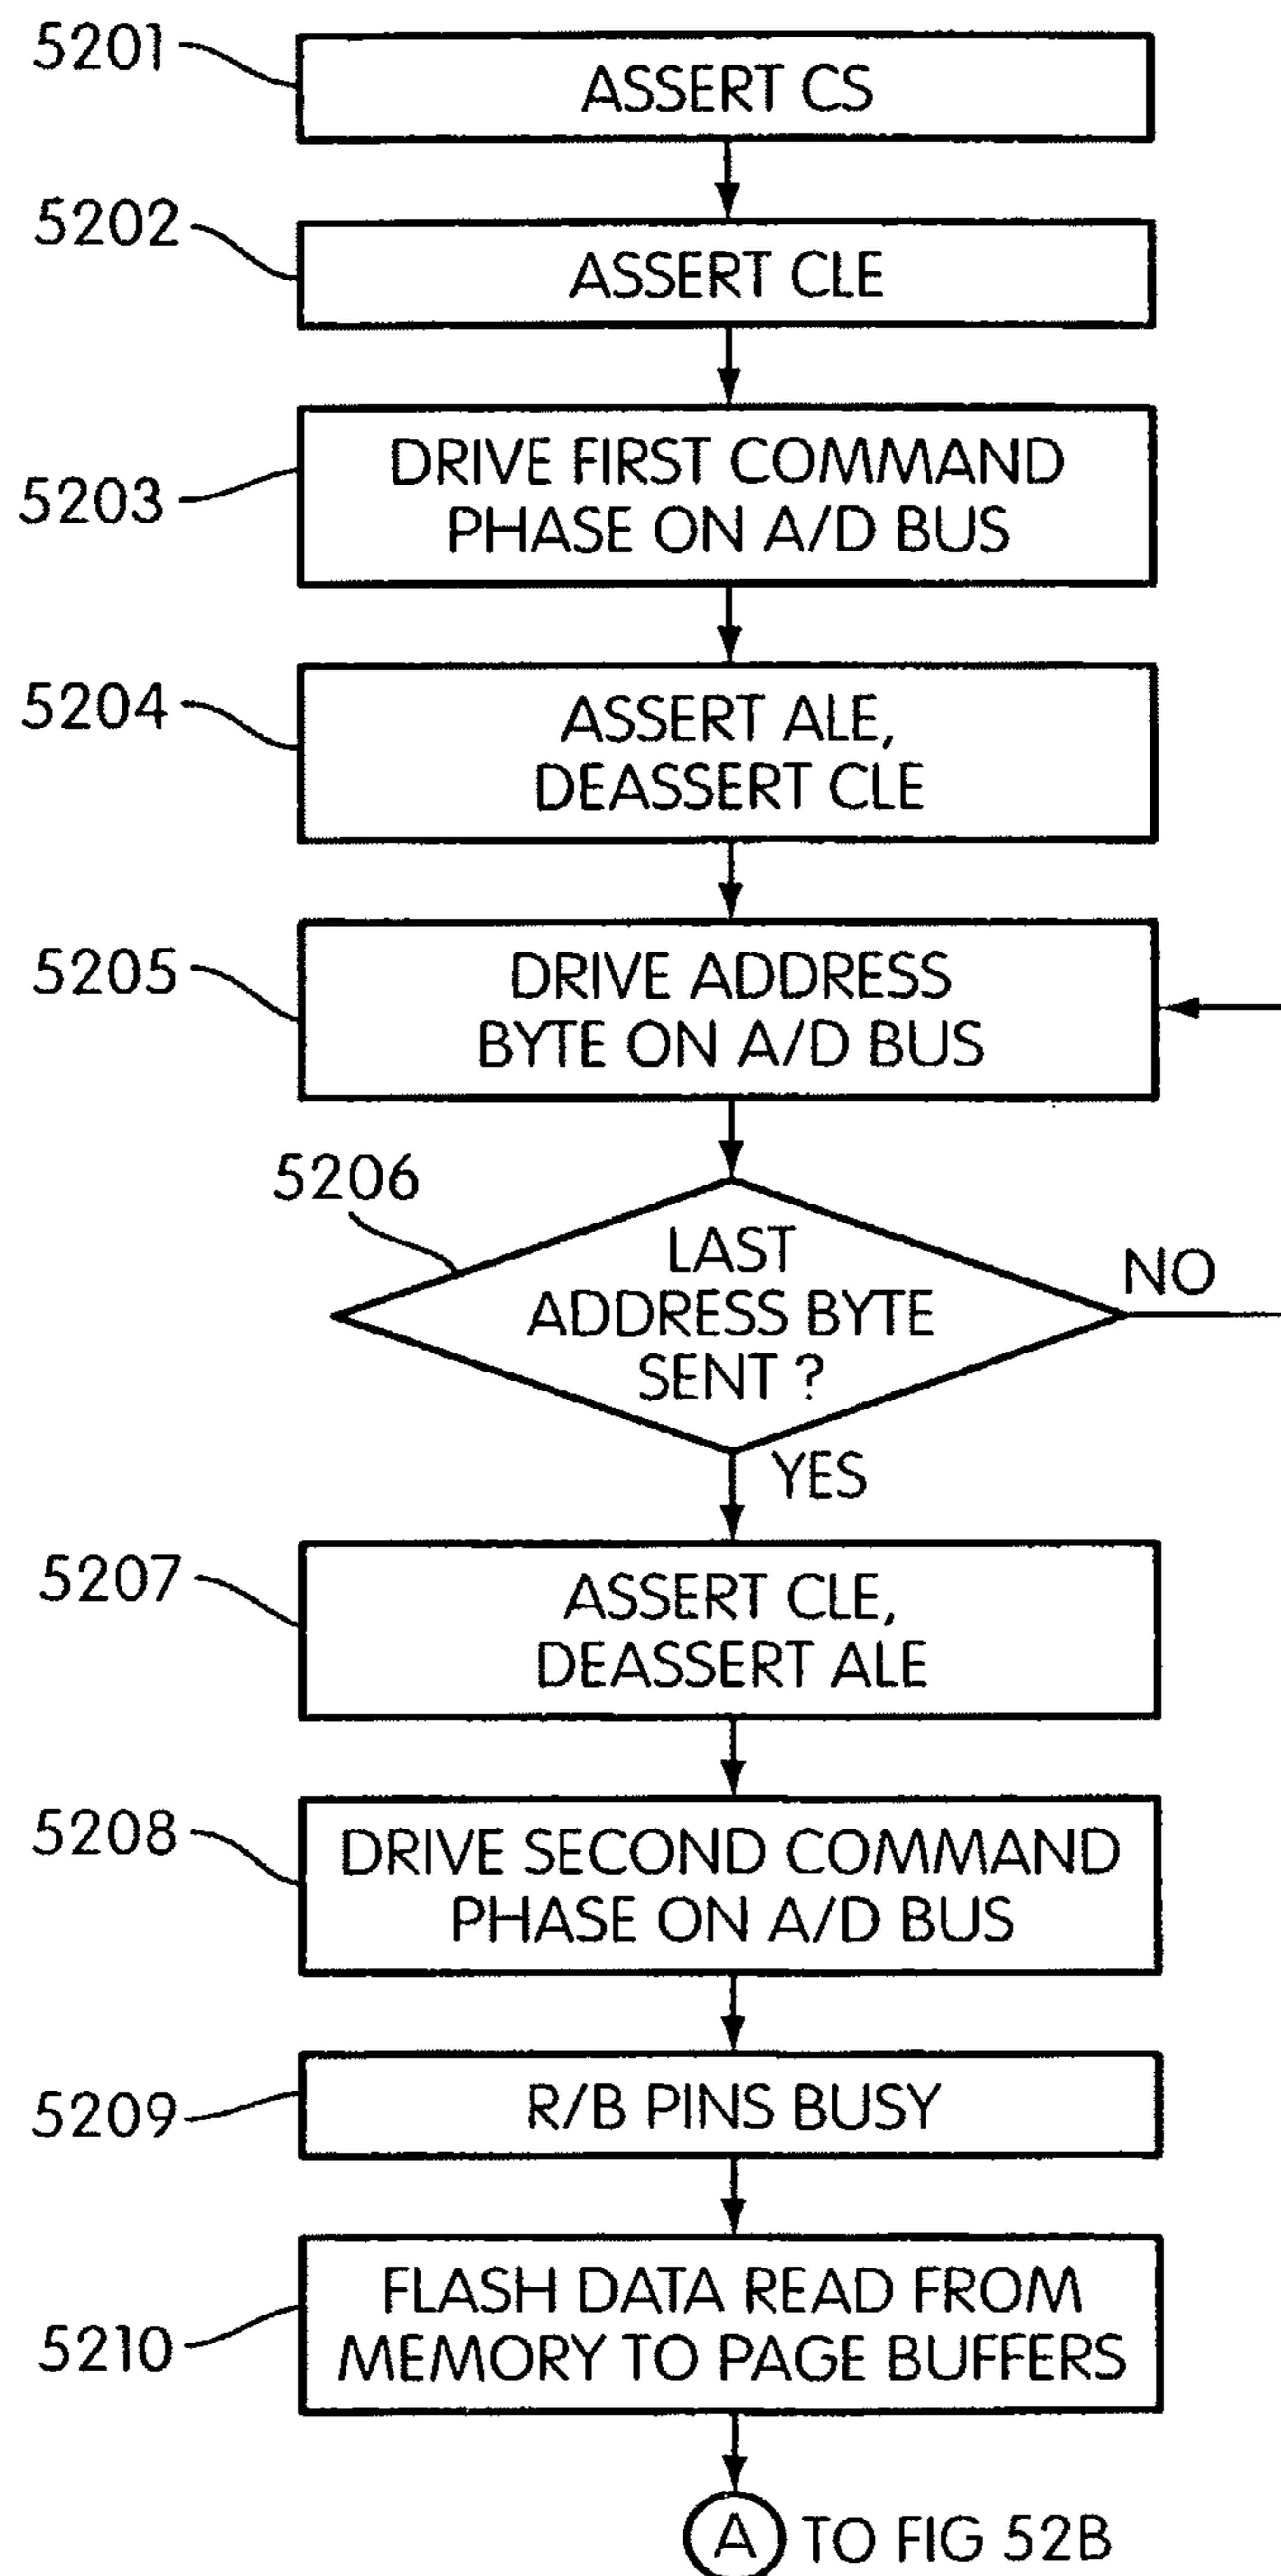 5201
ASSERT CS
5202
ASSERT CLE
5203
DRIVE FIRST COMMAND
PHASE ON A/D BUS
5204
ASSERT ALE,
DEASSERT CLE
5205
DRIVE ADDRESS
BYTE ON A/D BUS
5206
LAST
ADDRESS BYTE
SENT ?
NO
YES
5207
ASSERT CLE,
DEASSERT ALE
5208
DRIVE SECOND COMMAND
PHASE ON A/D BUS
5209
R/B PINS BUSY
5210
FLASH DATA READ FROM
MEMORY TO PAGE BUFFERS
A TO FIG 52B